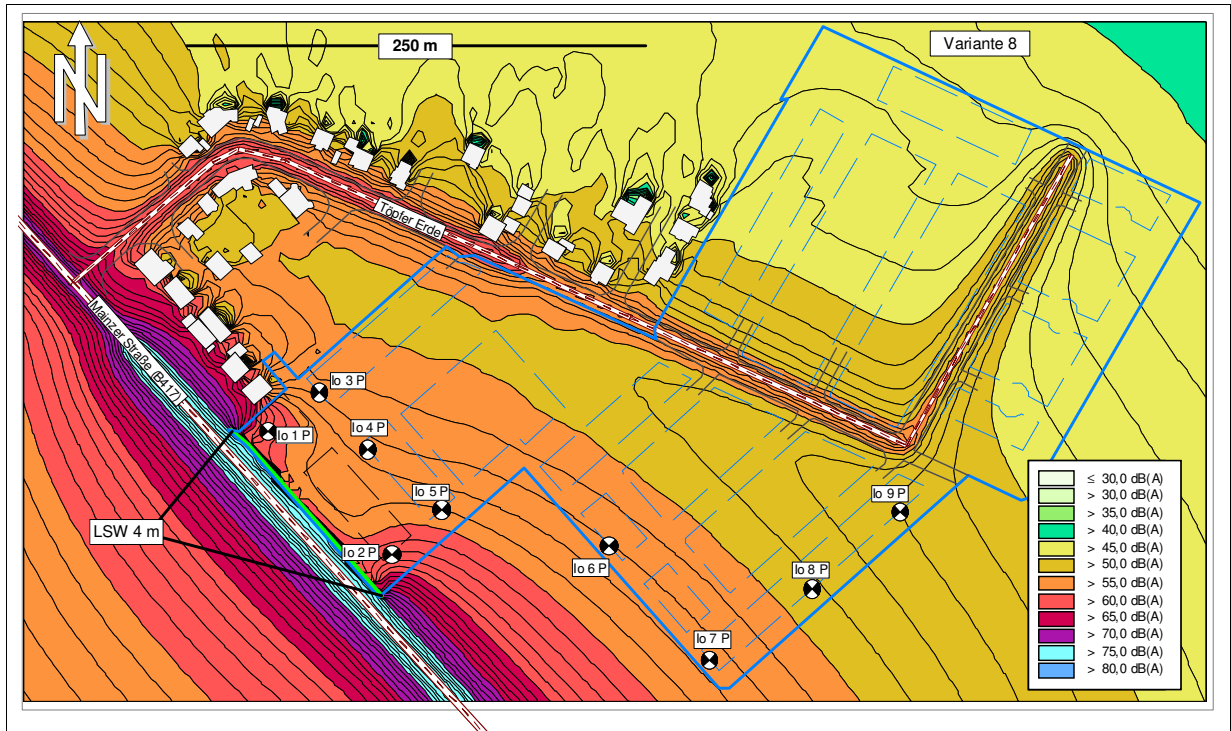 N
250 m
Variante 8
Töpfer Erde
Mainzer Straße (B417)
Io 3 P
Io 1 P
Io 4 P
Io 5 P
Io 9 P
LSW 4 m
Io 2 P
Io 6 P
Io 8 P
Io 7 P
≤ 30,0 dB(A)
> 30,0 dB(A)
> 35,0 dB(A)
> 40,0 dB(A)
> 45,0 dB(A)
> 50,0 dB(A)
> 55,0 dB(A)
> 60,0 dB(A)
> 65,0 dB(A)
> 70,0 dB(A)
> 75,0 dB(A)
> 80,0 dB(A)